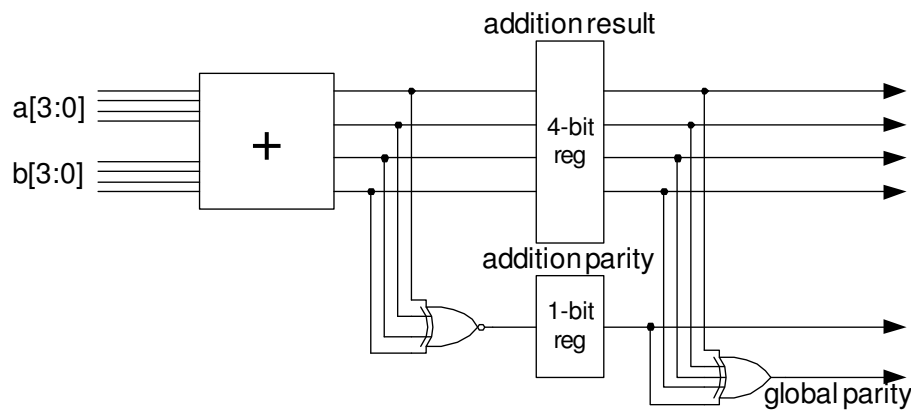 addition result
a[3:0]
+
4-bit
reg
b[3:0]
addition parity
1-bit
reg
global parity